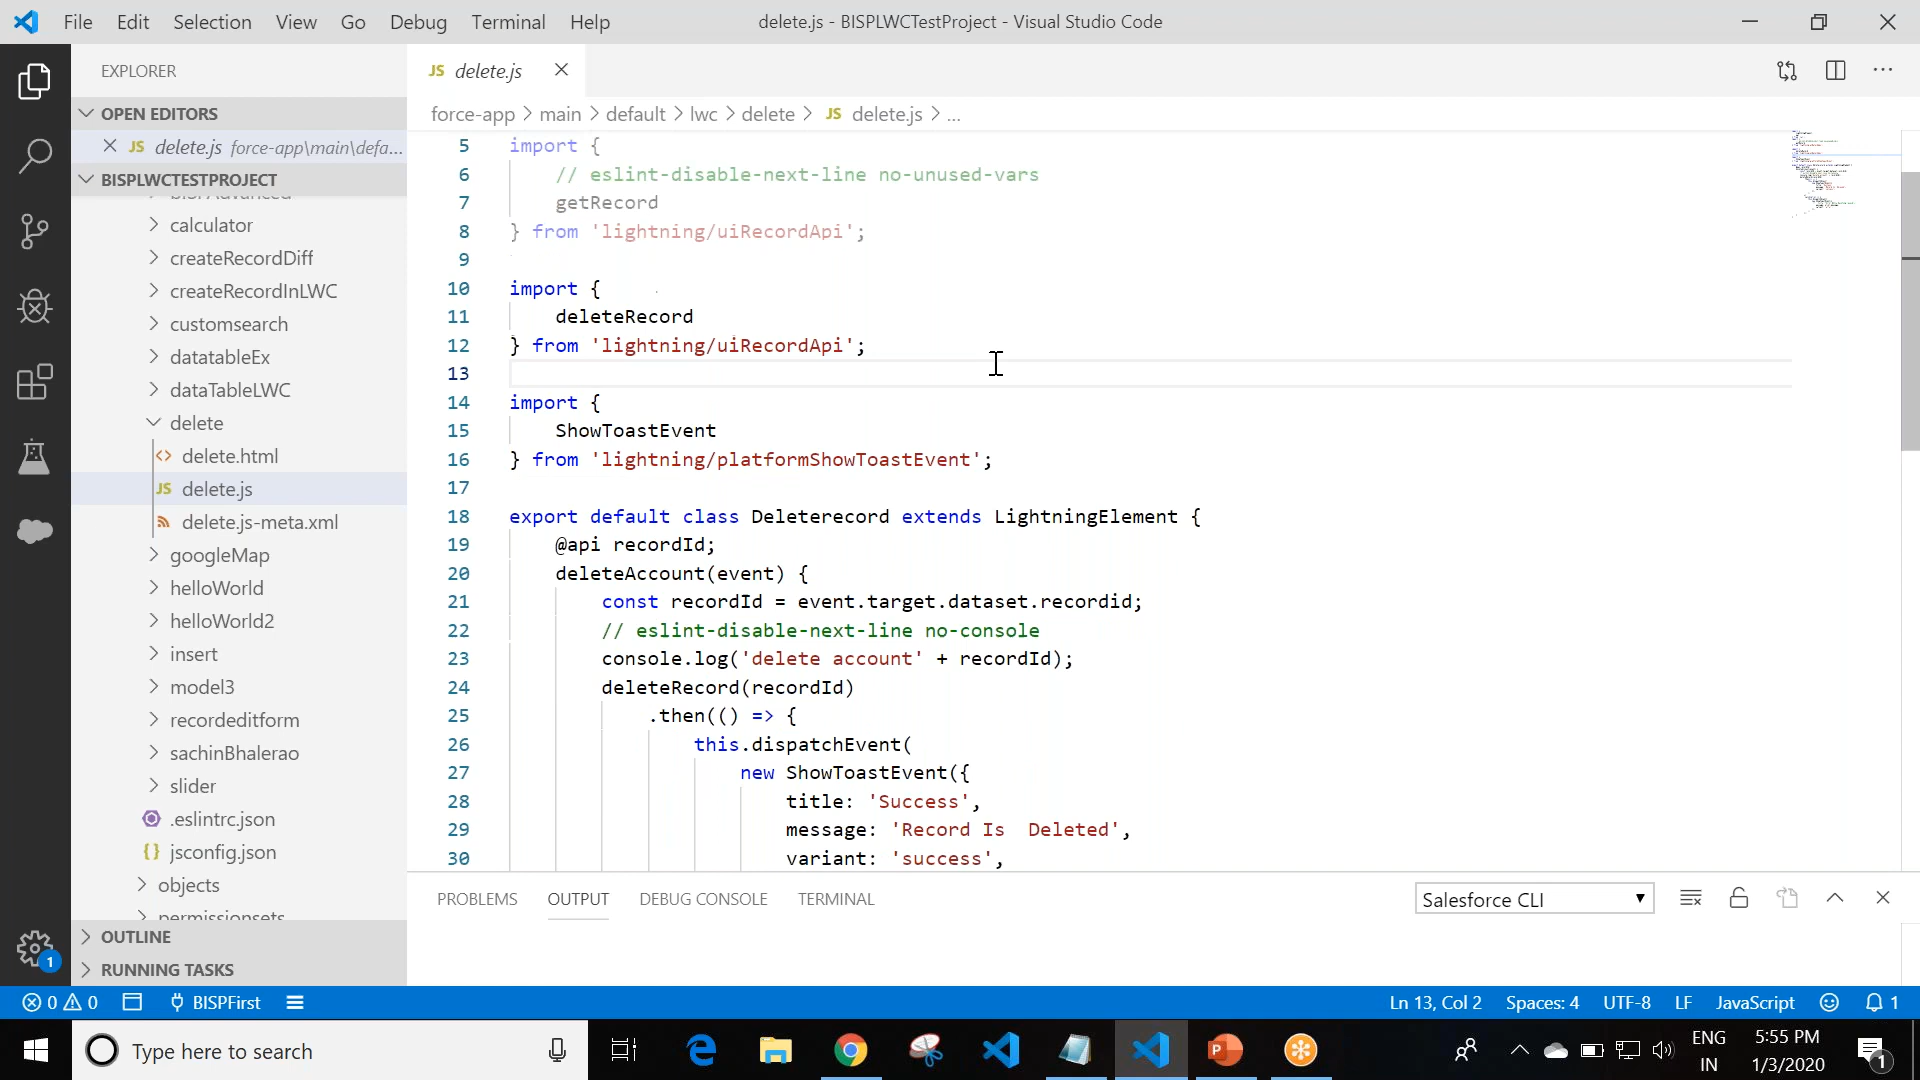 File Edit Selection View Go Debug Terminal Help
delete.js - BISPLWCTestProject - Visual Studio Code
EXPLORER
OPEN EDITORS
JS delete.js force-app\main\defa...
BISPLWCTESTPROJECT
calculator
createRecordDiff
createRecordInLWC
customsearch
datatableEx
dataTableLWC
delete
delete.html
JS delete.js
delete.js-meta.xml
googleMap
helloWorld
helloWorld2
insert
model3
recordeditform
sachinBhalerao
slider
.eslintrc.json
{} jsconfig.json
objects
permissionsets
OUTLINE
RUNNING TASKS
JS delete.js
force-app > main > default > lwc > delete > JS delete.js > ...
5 import {
6 // eslint-disable-next-line no-unused-vars
7 getRecord
8 } from 'lightning/uiRecordApi';
9
10 import {
11 deleteRecord
12 } from 'lightning/uiRecordApi';
13
14 import {
15 ShowToastEvent
16 } from 'lightning/platformShowToastEvent';
17
18 export default class Deleterecord extends LightningElement {
19 @api recordId;
20 deleteAccount(event) {
21 const recordId = event.target.dataset.recordid;
22 // eslint-disable-next-line no-console
23 console.log('delete account' + recordId);
24 deleteRecord(recordId)
25 .then(() => {
26 this.dispatchEvent(
27 new ShowToastEvent({
28 title: 'Success',
29 message: 'Record Is  Deleted',
30 variant: 'success',
PROBLEMS OUTPUT DEBUG CONSOLE TERMINAL
Salesforce CLI
1
0 0 BISPFirst
Ln 13, Col 2 Spaces: 4 UTF-8 LF JavaScript 1
Type here to search
ENG
IN
5:55 PM
1/3/2020
1